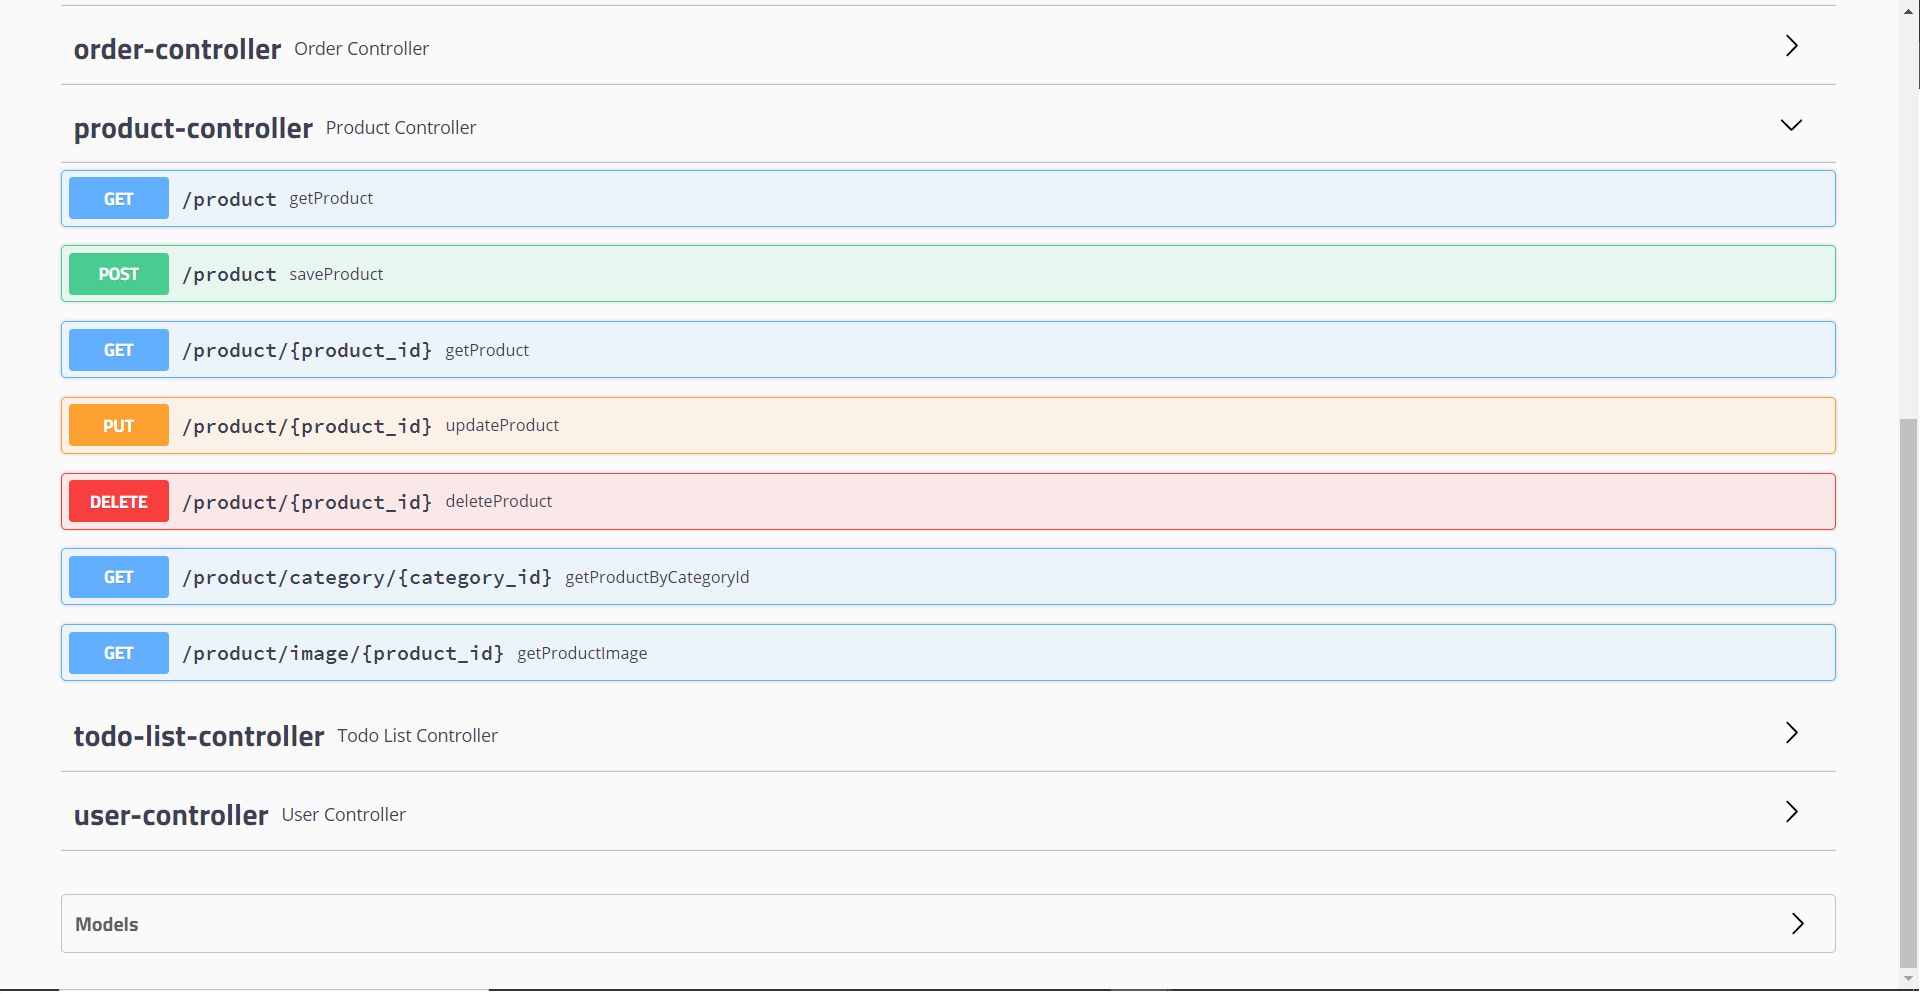 order-controller Order Controller
product-controller Product Controller
GET /product getProduct
POST /product saveProduct
GET /product/{product_id} getProduct
PUT /product/{product_id} updateProduct
DELETE /product/{product_id} deleteProduct
GET /product/category/{category_id} getProductByCategoryId
GET /product/image/{product_id} getProductImage
todo-list-controller Todo List Controller
user-controller User Controller
Models